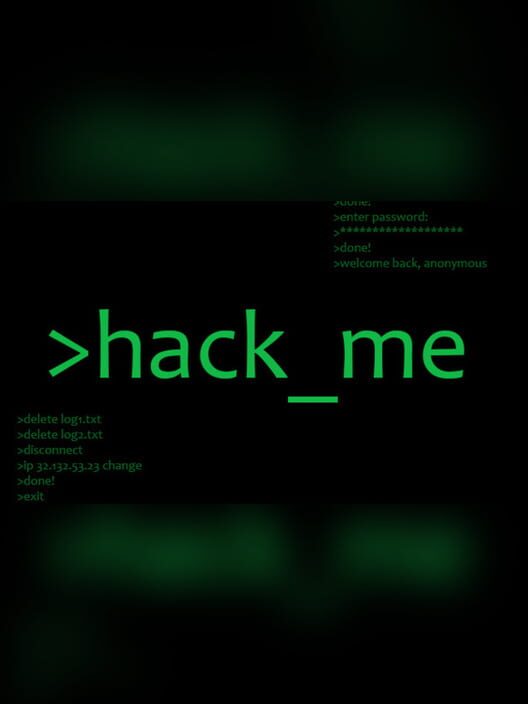 >done!
>enter password:
>*******************
>done!
>welcome back, anonymous
>hack_me
>delete log1.txt
>delete log2.txt
>disconnect
>ip 32.132.53.23 change
>done!
>exit